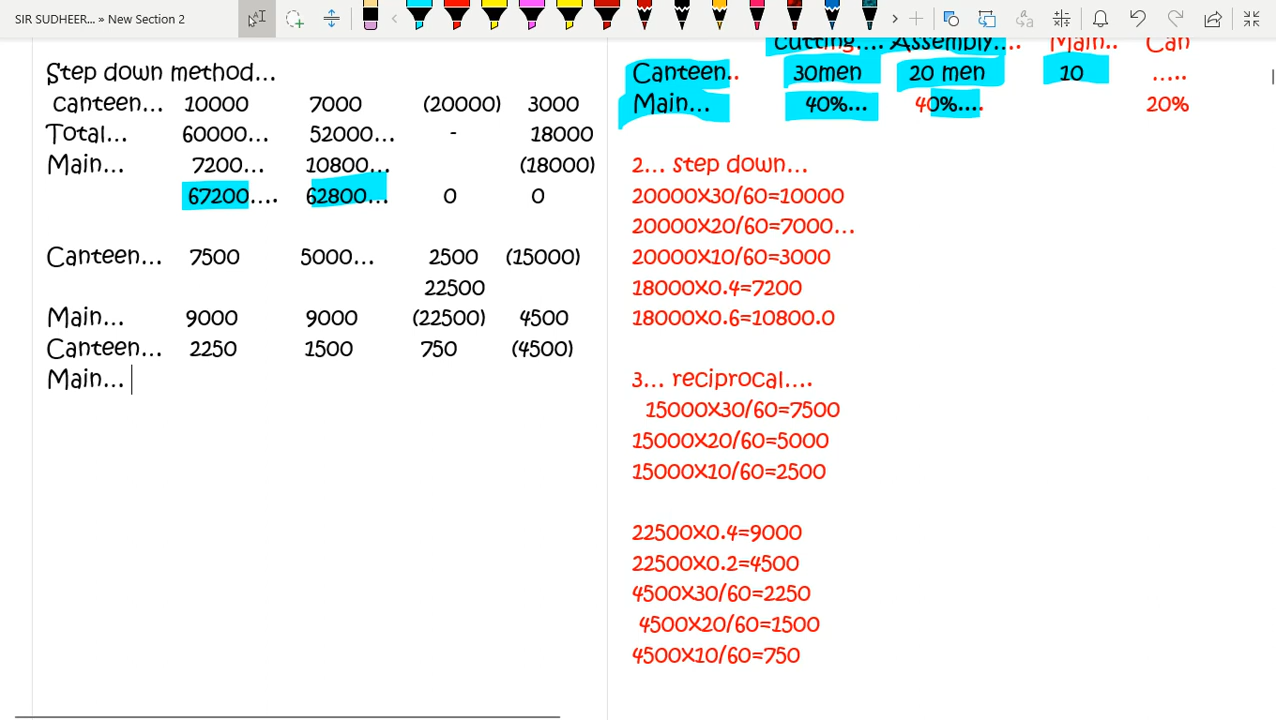 SIR SUDHEER... » New Section 2
Step down method...
canteen... 10000 7000 (20000) 3000
Total... 60000... 52000... - 18000
Main... 7200... 10800... (18000)
67200.... 62800... 0 0
Canteen... 7500 5000... 2500 (15000)
22500
Main... 9000 9000 (22500) 4500
Canteen... 2250 1500 750 (4500)
Main...
Cutting.... Assembly.... Main.. Can
Canteen.. 30men 20 men 10 .....
Main... 40%... 40%.... 20%
2... step down...
20000X30/60=10000
20000X20/60=7000...
20000X10/60=3000
18000X0.4=7200
18000X0.6=10800.0
3... reciprocal....
15000X30/60=7500
15000X20/60=5000
15000X10/60=2500
22500X0.4=9000
22500X0.2=4500
4500X30/60=2250
4500X20/60=1500
4500X10/60=750